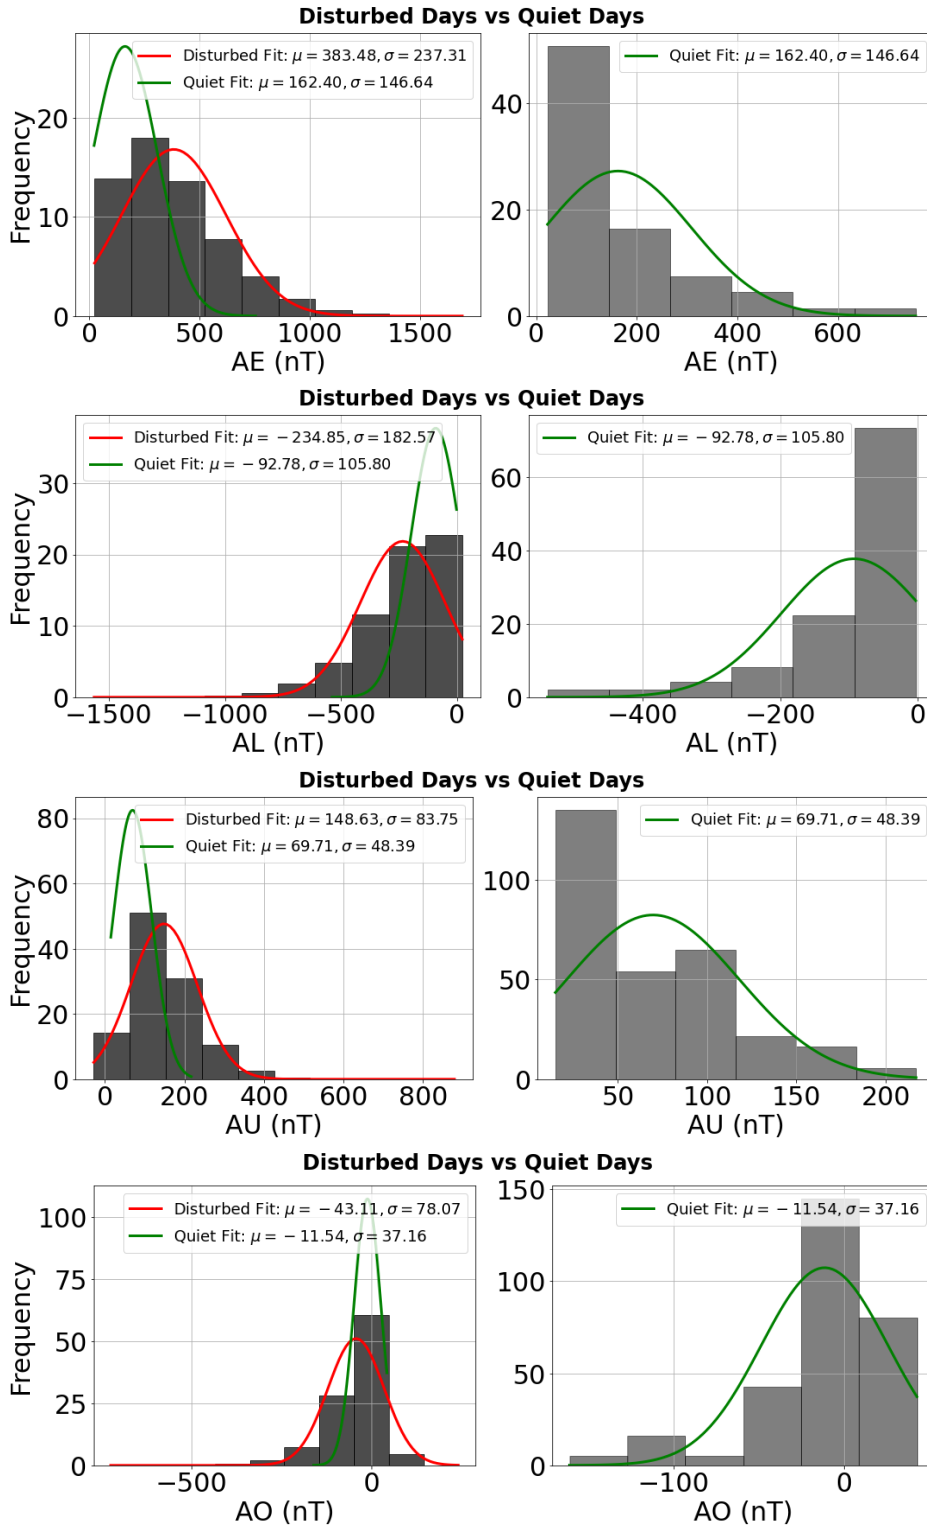 Disturbed Days vs Quiet Days
Disturbed Fit: μ = 383.48, σ = 237.31
Quiet Fit: μ = 162.40, σ = 146.64
Frequency
0
10
20
0 500 1000 1500
AE (nT)
Quiet Fit: μ = 162.40, σ = 146.64
40
20
0
0 200 400 600
AE (nT)
Disturbed Days vs Quiet Days
Disturbed Fit: μ = −234.85, σ = 182.57
Quiet Fit: μ = −92.78, σ = 105.80
Frequency
30
20
10
0
−1500 −1000 −500 0
AL (nT)
Quiet Fit: μ = −92.78, σ = 105.80
60
40
20
0
−400 −200 0
AL (nT)
Disturbed Days vs Quiet Days
Disturbed Fit: μ = 148.63, σ = 83.75
Quiet Fit: μ = 69.71, σ = 48.39
Frequency
80
60
40
20
0
0 200 400 600 800
AU (nT)
Quiet Fit: μ = 69.71, σ = 48.39
100
50
0
50 100 150 200
AU (nT)
Disturbed Days vs Quiet Days
Disturbed Fit: μ = −43.11, σ = 78.07
Quiet Fit: μ = −11.54, σ = 37.16
Frequency
100
75
50
25
0
−500 0
AO (nT)
Quiet Fit: μ = −11.54, σ = 37.16
150
100
50
0
−100 0
AO (nT)